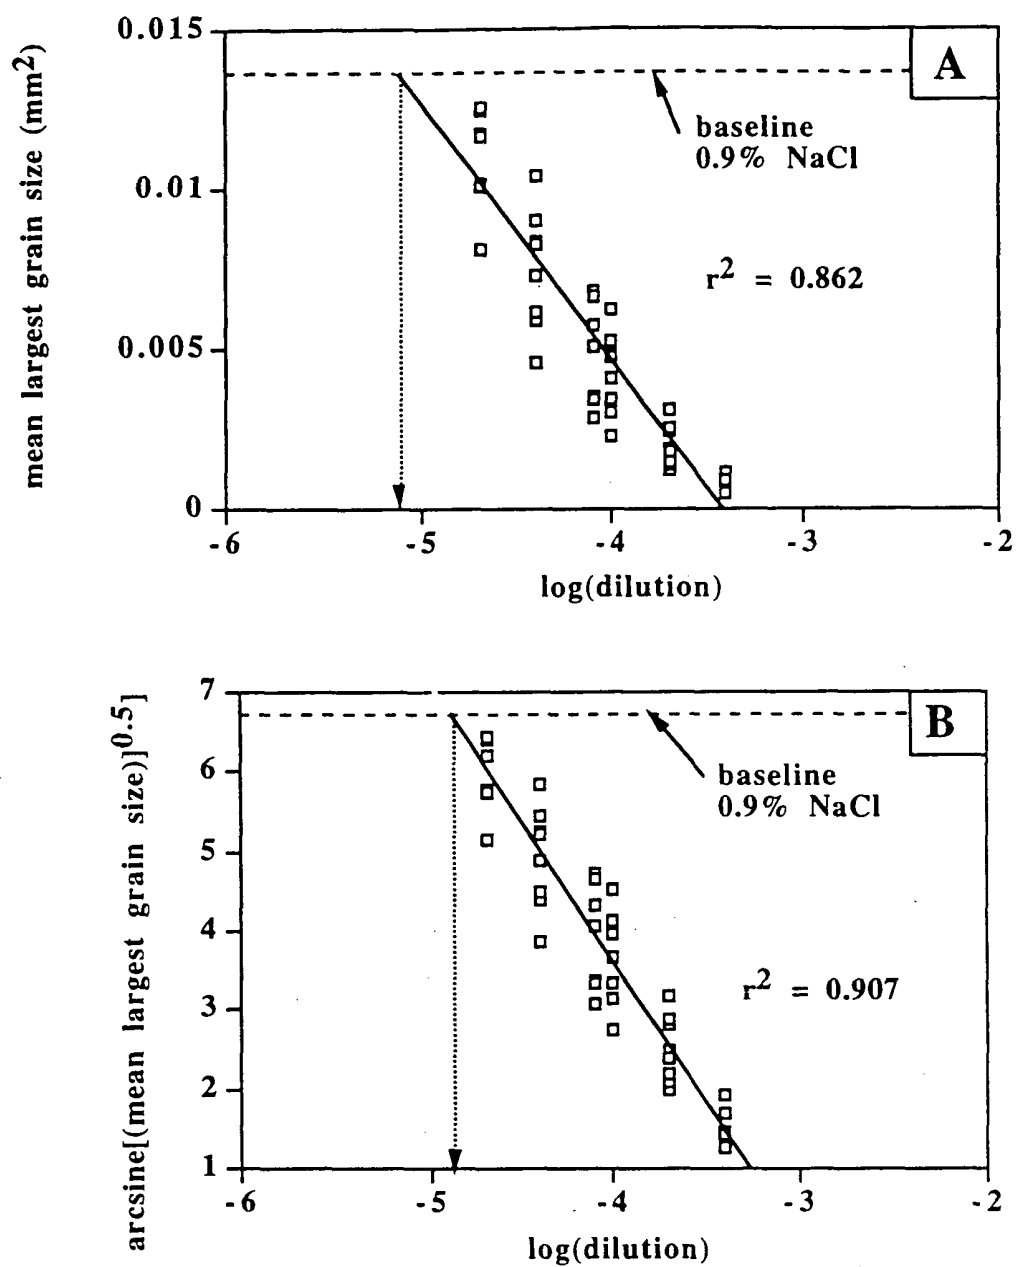 0.015
A
baseline
0.9% NaCl
0.01
r2 = 0.862
0.005
0
-6 -5 -4 -3 -2
mean largest grain size (mm2)
log(dilution)
7
B
baseline
0.9% NaCl
6
5
4
r2 = 0.907
3
2
1
-6 -5 -4 -3 -2
arcsine[(mean largest grain size)]0.5]
log(dilution)